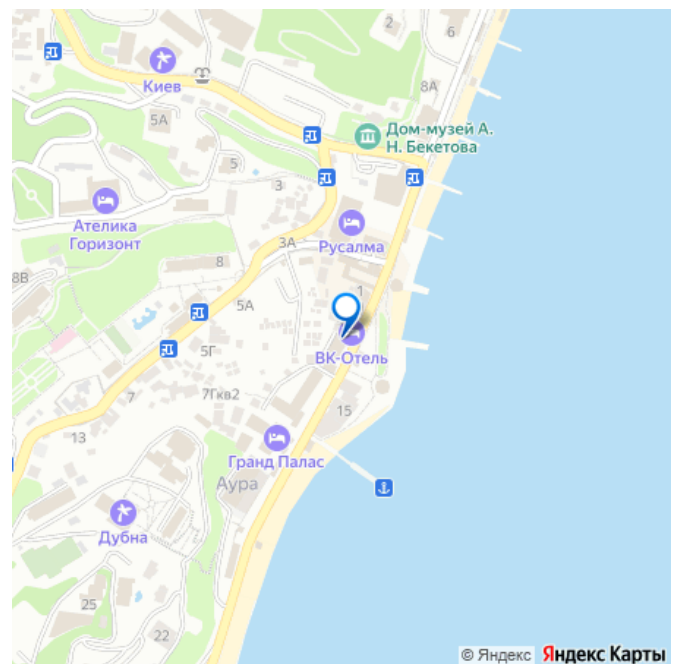 2
6
Киев
8А
5А
Дом-музей А.
Н. Бекетова
5
3
Ателика
Горизонт
Русалма
3А
8
8В
1
5А
5Г
ВК-Отель
7Гкв2
7
15
13
Гранд Палас
Аура
Дубна
25
22
© Яндекс Яндекс Карты